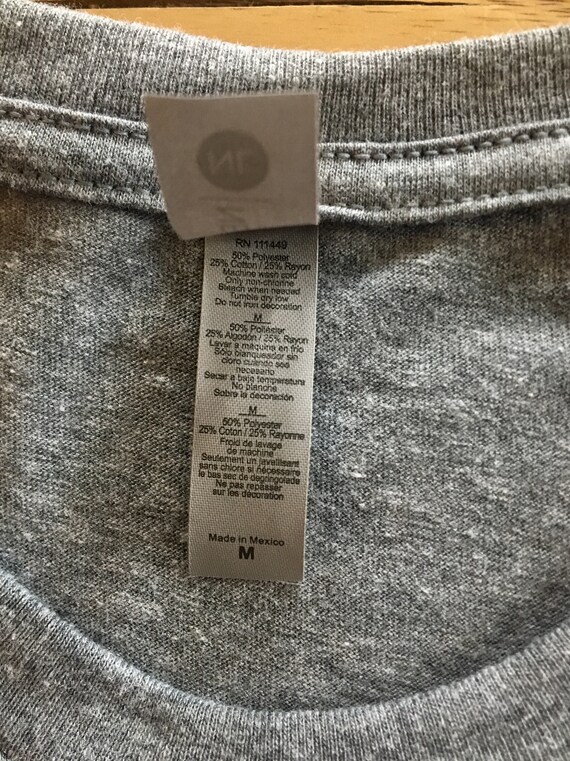 RN 111449
50% Polyester
25% Cotton / 25% Rayon
Machine wash cold
Only non-chlorine
Bleach when needed
Tumble dry low
Do not iron decoration
M
50% Poliester
25% Algodón / 25% Rayon
Lavar a maquina en frio
Sólo blanqueador sin
cloro cuando sea
necesario
Secar a baja temperatura
No planche
Sobre la decoración
M
50% Polyester
25% Coton / 25% Rayonne
Froid de lavage
de machine
Seulement un javellisant
sans chlore si nécessaire
le bas sec de degringolade
Ne pas repasser
sur les décoration
Made in Mexico
M